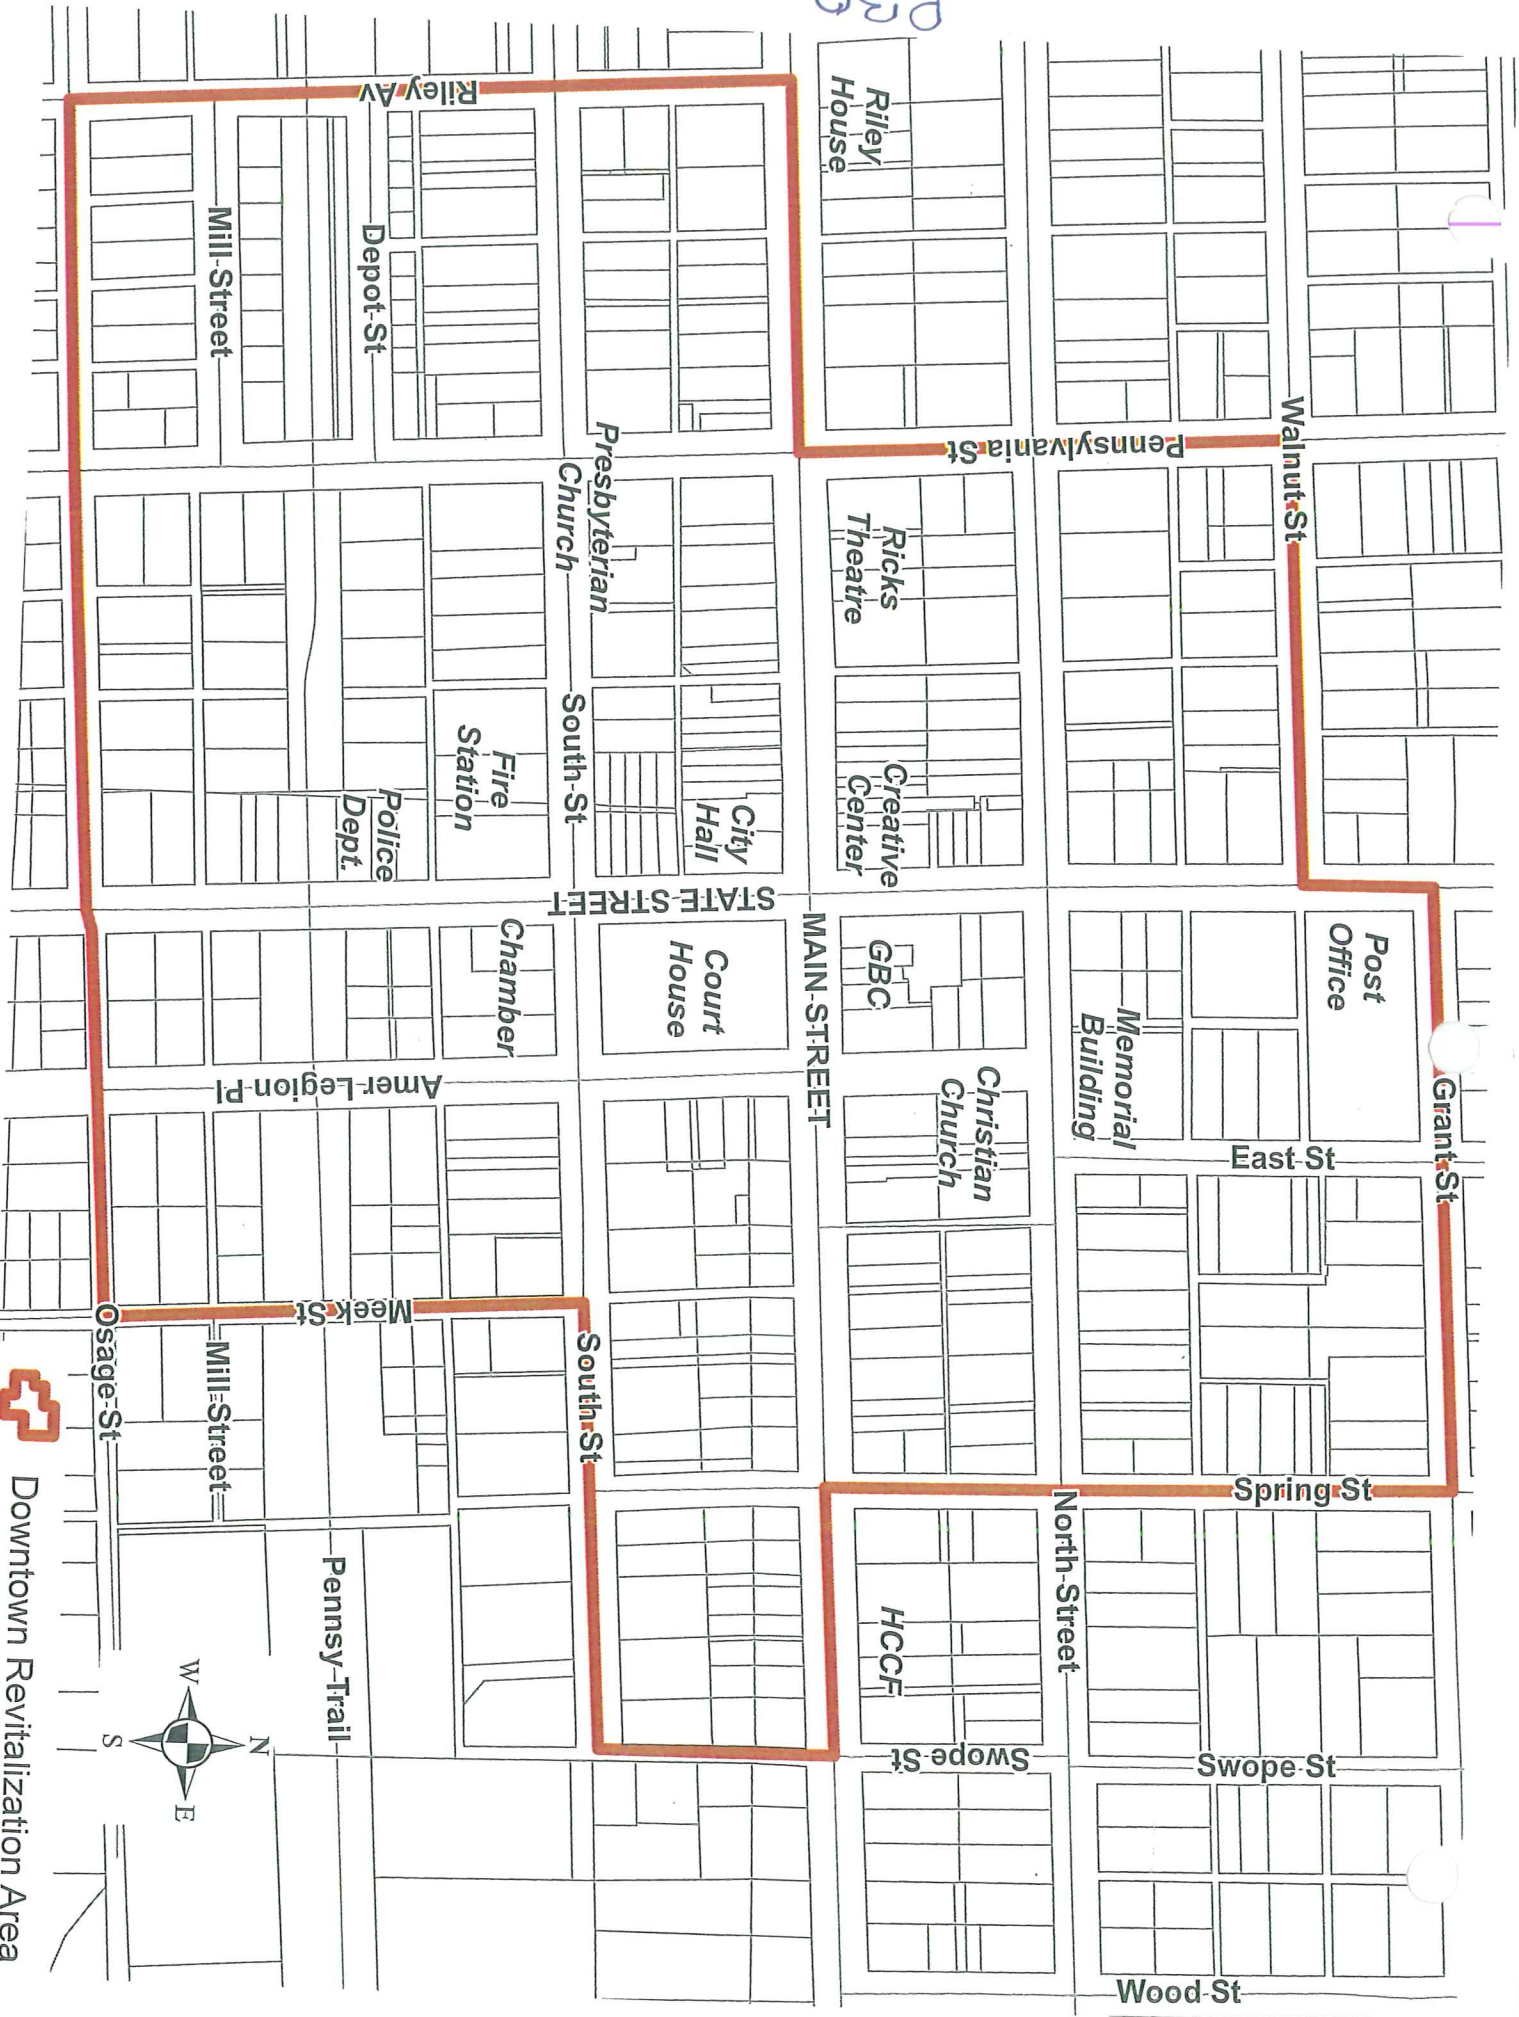 Riley Av
Riley
House
Mill Street
Depot St
Walnut St
Pennsylvania St
Presbyterian
Church
Ricks
Theatre
South St
Fire
Station
Police
Dept.
City
Hall
Creative
Center
STATE STREET
MAIN STREET
Chamber
Court
House
GBC
Post
Office
Memorial
Building
Christian
Church
Amer Legion Pl
East St
Grant St
Meek St
Osage St
Mill Street
South St
Spring St
North Street
Pennsy Trail
HCCF
Swope St
Swope St
Wood St
W
N
S
E
Downtown Revitalization Area